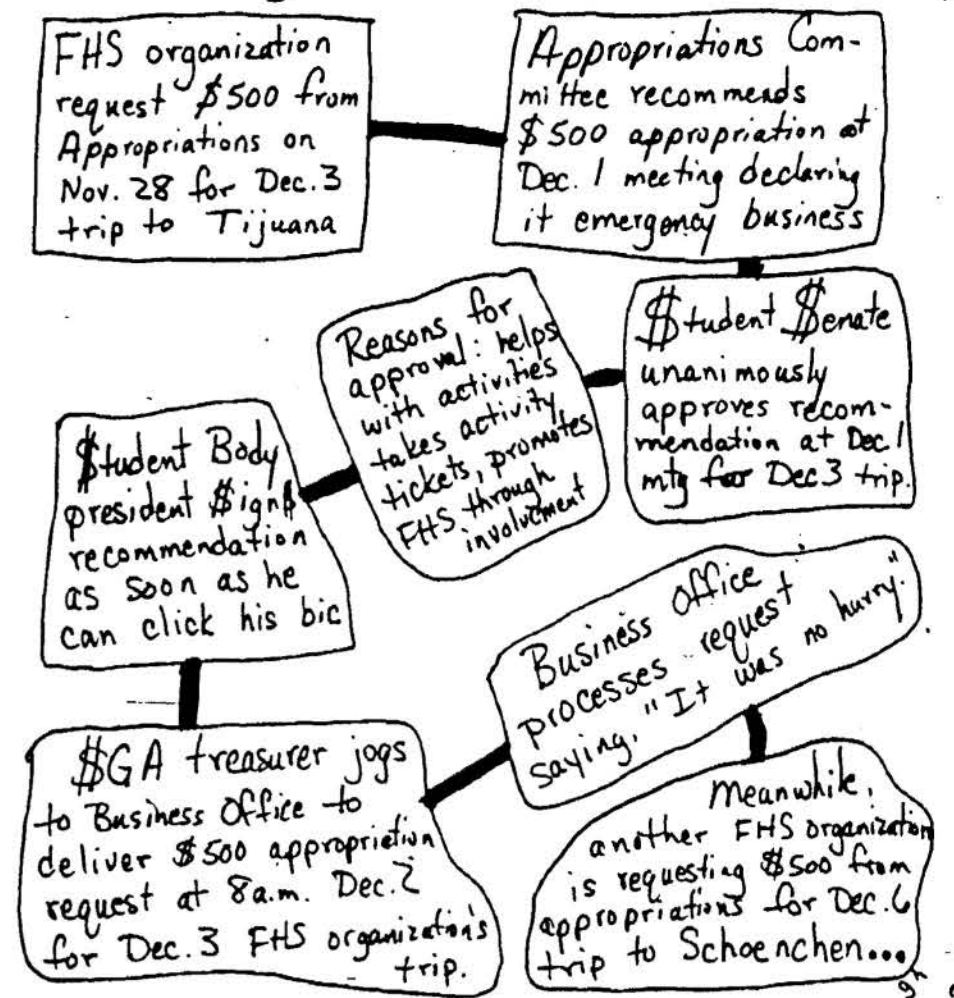 FHS organization
request $500 from
Appropriations on
Nov. 28 for Dec. 3
trip to Tijuana
Appropriations Com-
mittee recommends
$500 appropriation at
Dec. 1 meeting declaring
it emergency business
$tudent $enate
unanimously
approves recom-
mendation at Dec 1
mtg for Dec 3 trip.
Reasons for
approval: helps
with activities
takes activity
tickets, promotes
FHS through
involvement
$tudent Body
president $ign$
recommendation
as soon as he
can click his bic
$GA treasurer jogs
to Business Office to
deliver $500 appropriation
request at 8a.m. Dec. 2
for Dec. 3 FHS organization's
trip.
Business Office
processes request
saying, "It was no hurry."
Meanwhile,
another FHS organization
is requesting $500 from
appropriations for Dec. 6
trip to Schoenchen...